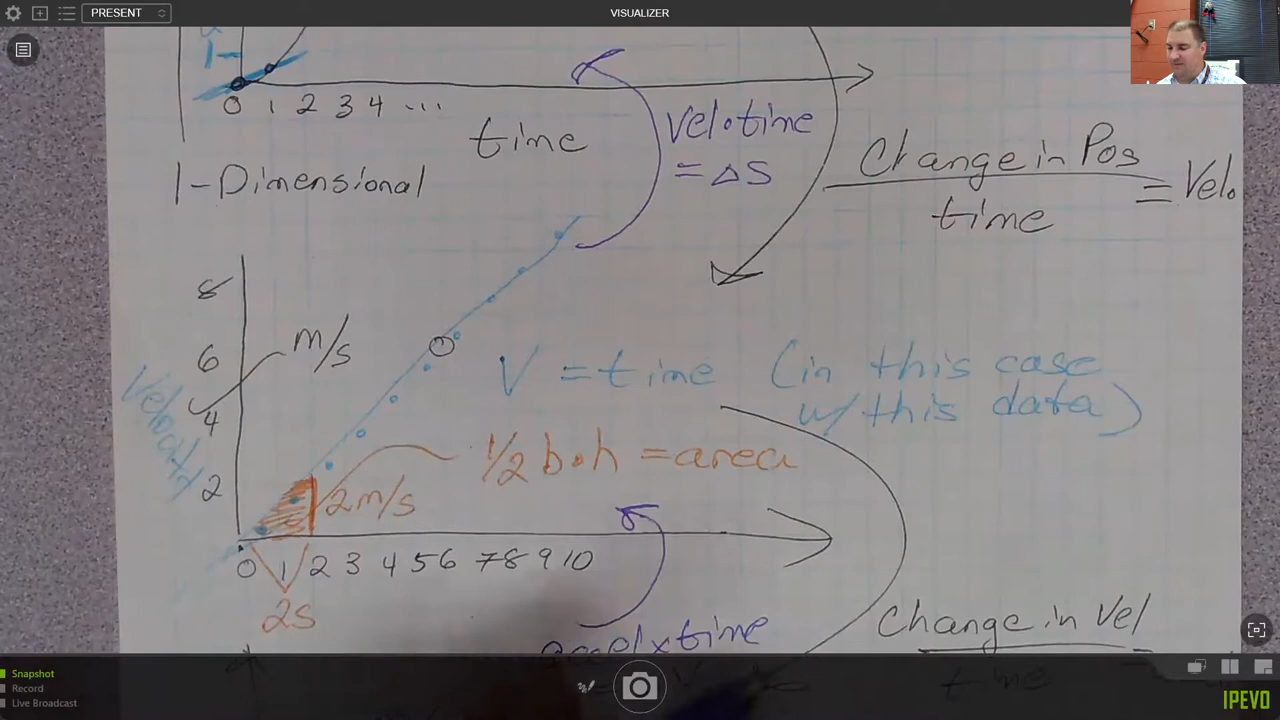 PRESENT
VISUALIZER
1
0 1 2 3 4 ...
time
Vel•time
= ΔS
Change in Pos
time
= Velo
1-Dimensional
8
6
4
2
m/s
Velocity
V = time (in this case
w/ this data)
1/2 b•h = area
2m/s
0 1 2 3 4 5 6 7 8 9 10
2s
accel x time
Change in Vel
time
Snapshot
Record
Live Broadcast
IPEVO